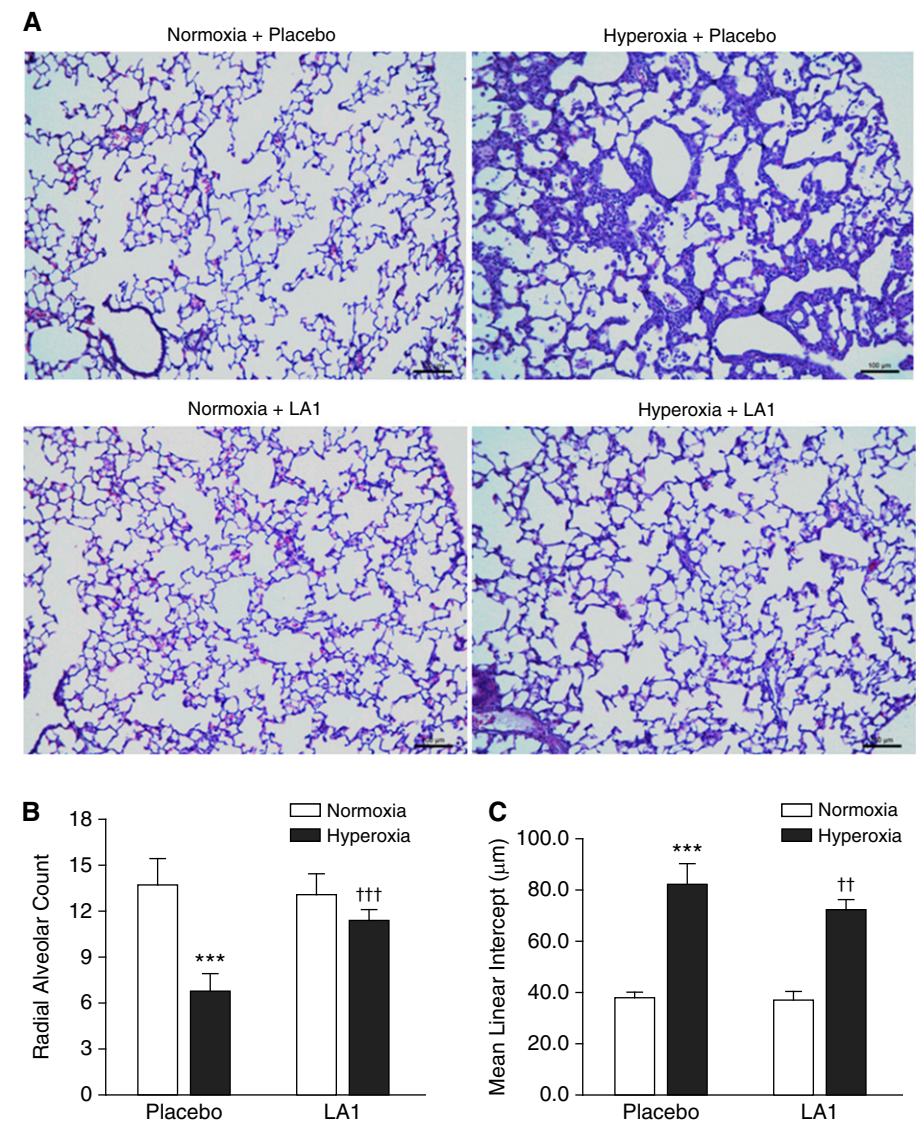 A
Normoxia + Placebo
Hyperoxia + Placebo
100 µm
Normoxia + LA1
Hyperoxia + LA1
µm
B
Normoxia
Hyperoxia
Radial Alveolar Count
18
15
12
9
6
3
0
***
†††
Placebo
LA1
C
Normoxia
Hyperoxia
Mean Linear Intercept (µm)
100.0
80.0
60.0
40.0
20.0
0.0
***
††
Placebo
LA1